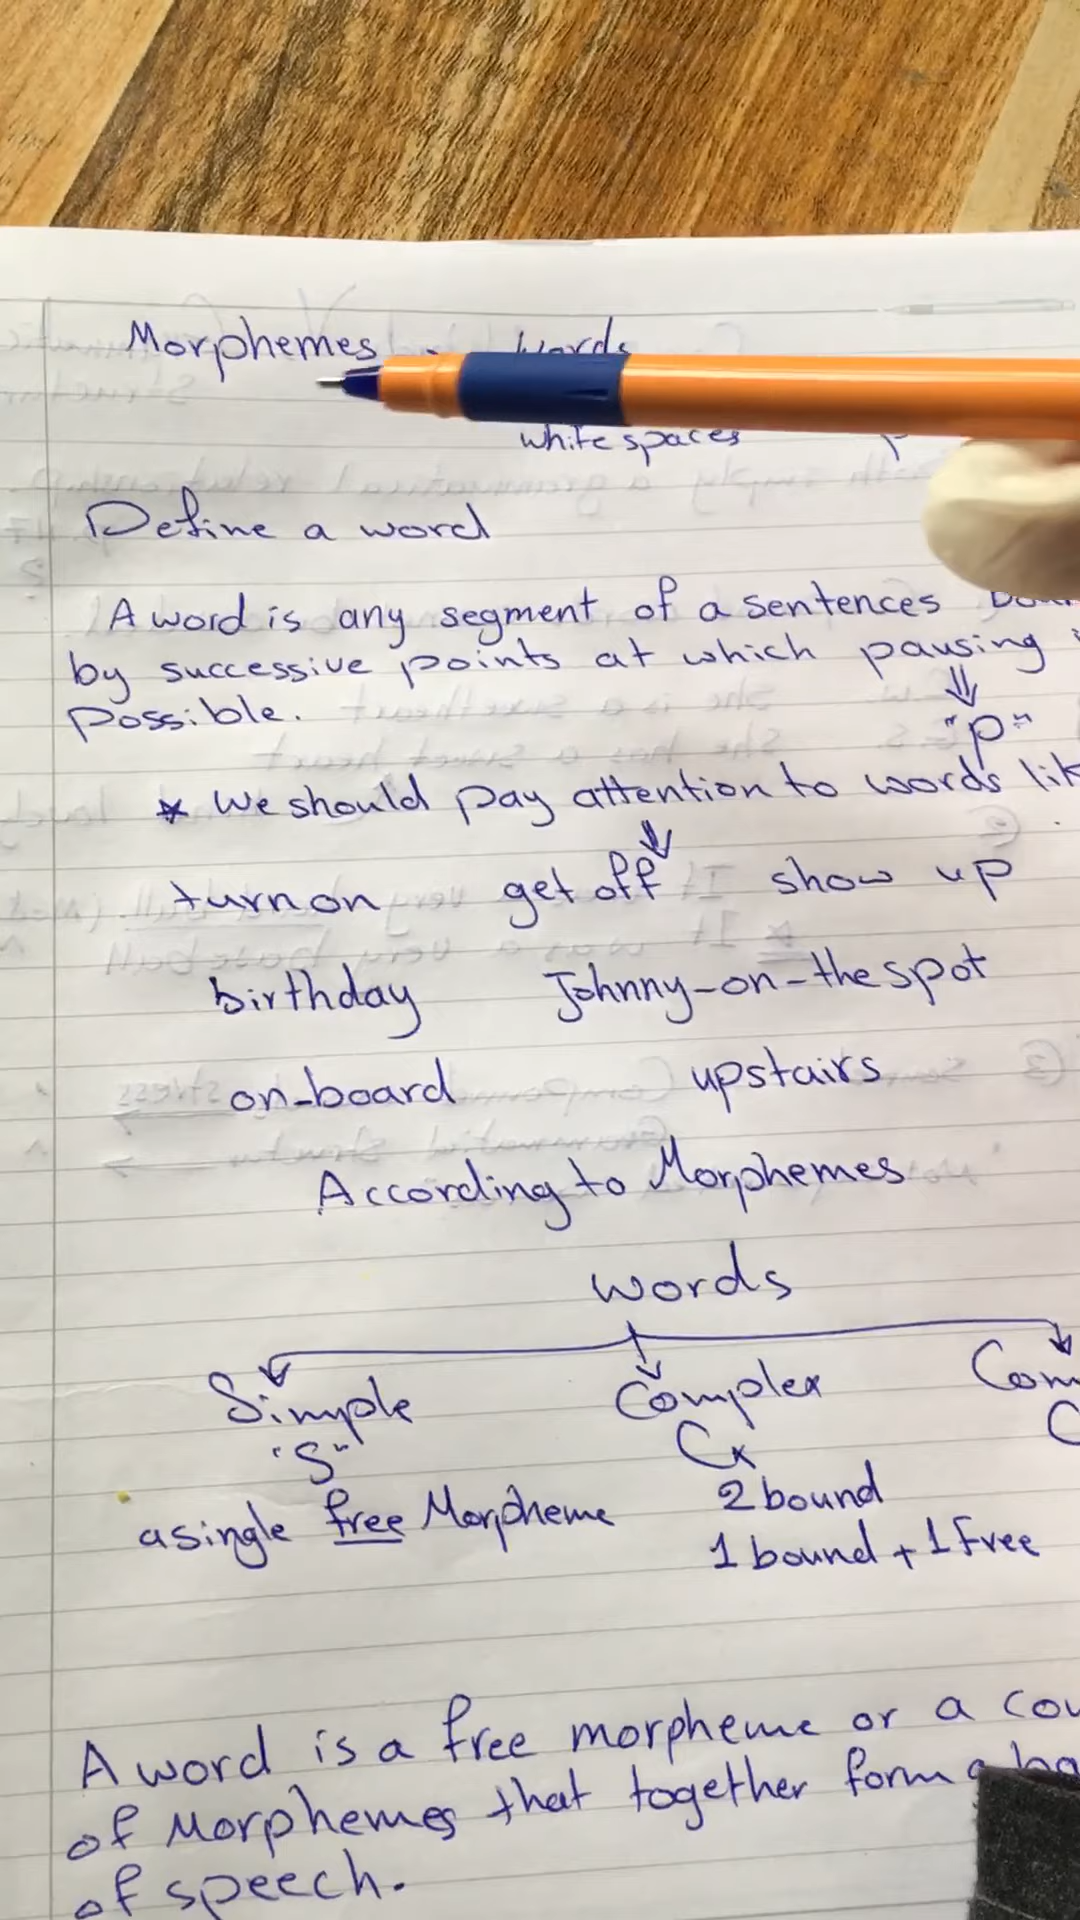 Morphemes words
white spaces
Define a word
A word is any segment of a sentences
by successive points at which pausing
possible.
"P"
* We should pay attention to words
turn on get off show up
birthday Johnny-on-the spot
on-board upstairs
According to Morphemes
words
Simple Complex
"S" Cx
a single free Morpheme 2 bound
1 bound + 1 Free
A word is a free morpheme or a
of Morphemes that together form a
of speech.